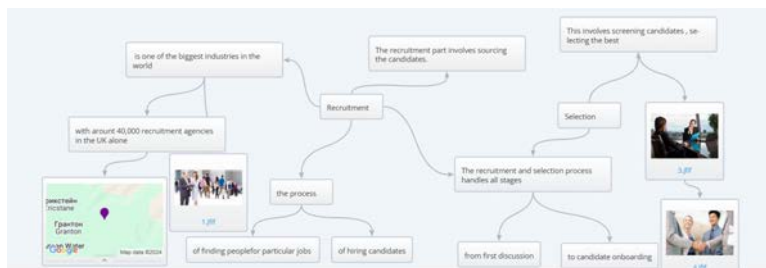 This involves screening candidates , se-
lecting the best
The recruitment part involves sourcing
the candidates.
is one of the biggest industries in the
world
Recruitment
Selection
with arount 40,000 recruitment agencies
in the UK alone
3.jfif
The recruitment and selection process
handles all stages
the process
1.jfif
Грантон
Granton
Google
Map data ©2024
of finding peoplefor particular jobs
of hiring candidates
from first discussion
to candidate onboarding